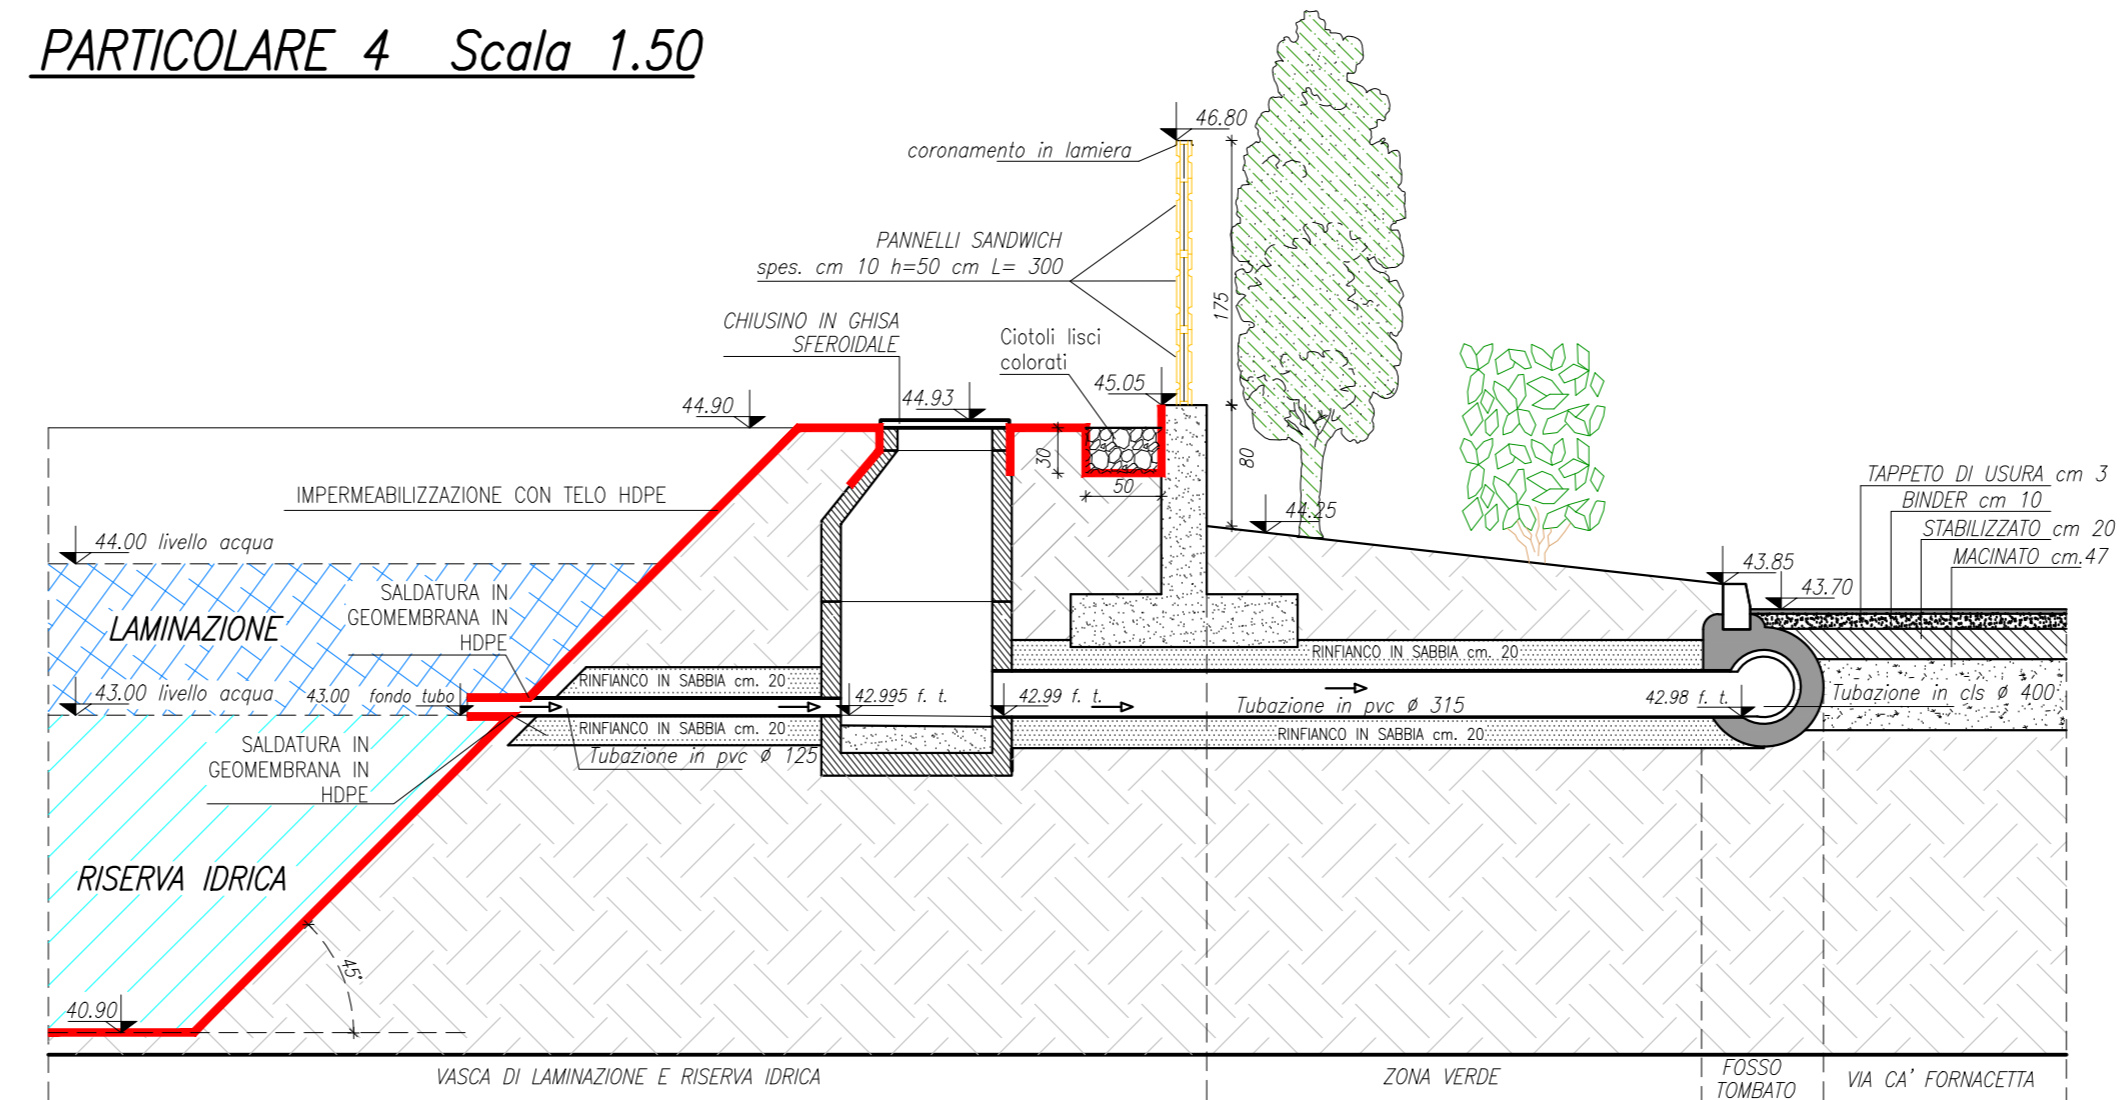 PARTICOLARE 4 Scala 1.50
46.80
coronamento in lamiera
PANNELLI SANDWICH
spes. cm 10 h=50 cm L= 300
175
CHIUSINO IN GHISA
SFEROIDALE
Ciotoli lisci
colorati
45.05
44.93
44.90
30
50
80
44.25
TAPPETO DI USURA cm 3
BINDER cm 10
STABILIZZATO cm 20
MACINATO cm.47
IMPERMEABILIZZAZIONE CON TELO HDPE
44.00 livello acqua
43.85
43.70
SALDATURA IN
GEOMEMBRANA IN
HDPE
LAMINAZIONE
RINFIANCO IN SABBIA cm. 20
RINFIANCO IN SABBIA cm. 20
43.00 livello acqua
43.00 fondo tubo
42.995 f. t.
42.99 f. t.
Tubazione in pvc ø 315
42.98 f. t.
Tubazione in cls ø 400
RINFIANCO IN SABBIA cm. 20
RINFIANCO IN SABBIA cm. 20
Tubazione in pvc ø 125
SALDATURA IN
GEOMEMBRANA IN
HDPE
RISERVA IDRICA
45°
40.90
VASCA DI LAMINAZIONE E RISERVA IDRICA
ZONA VERDE
FOSSO
TOMBATO
VIA CA' FORNACETTA